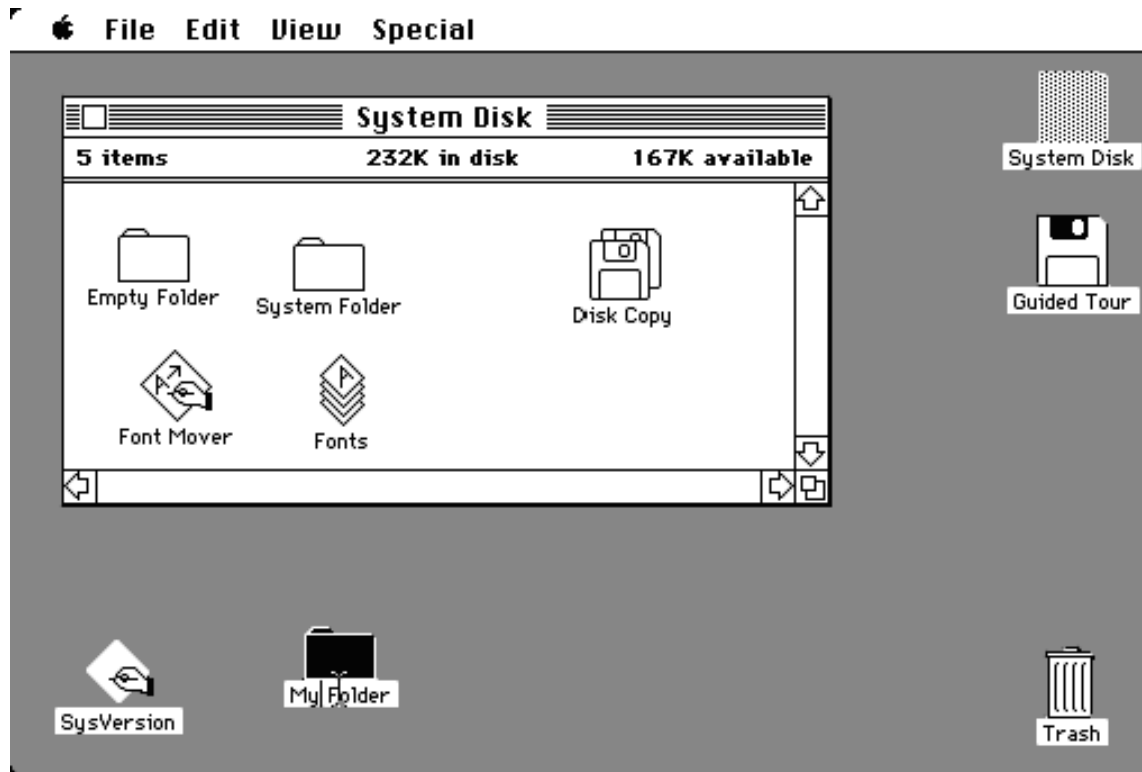 File Edit View Special
System Disk
5 items 232K in disk 167K available
Empty Folder
System Folder
Disk Copy
Font Mover
Fonts
System Disk
Guided Tour
SysVersion
My Folder
Trash